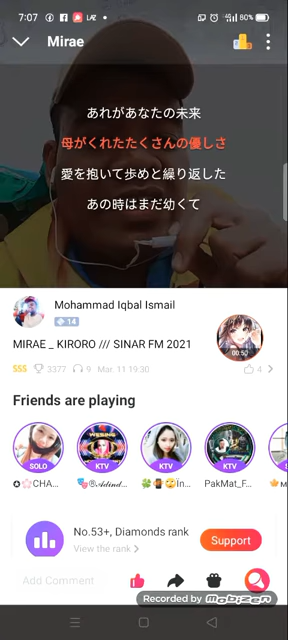 7:07
80%
Mirae
あれがあなたの未来
母がくれたたくさんの優しさ
愛を抱いて歩めと繰り返した
あの時はまだ幼くて
Mohammad Iqbal Ismail
14
MIRAE _ KIRORO /// SINAR FM 2021
00:50
SSS 3377 9 Mar. 11 19:30 4
Friends are playing
SOLO KTV KTV KTV
CHA... PakMat_F...
No.53+, Diamonds rank
View the rank
Support
Add Comment
Recorded by Mobizen